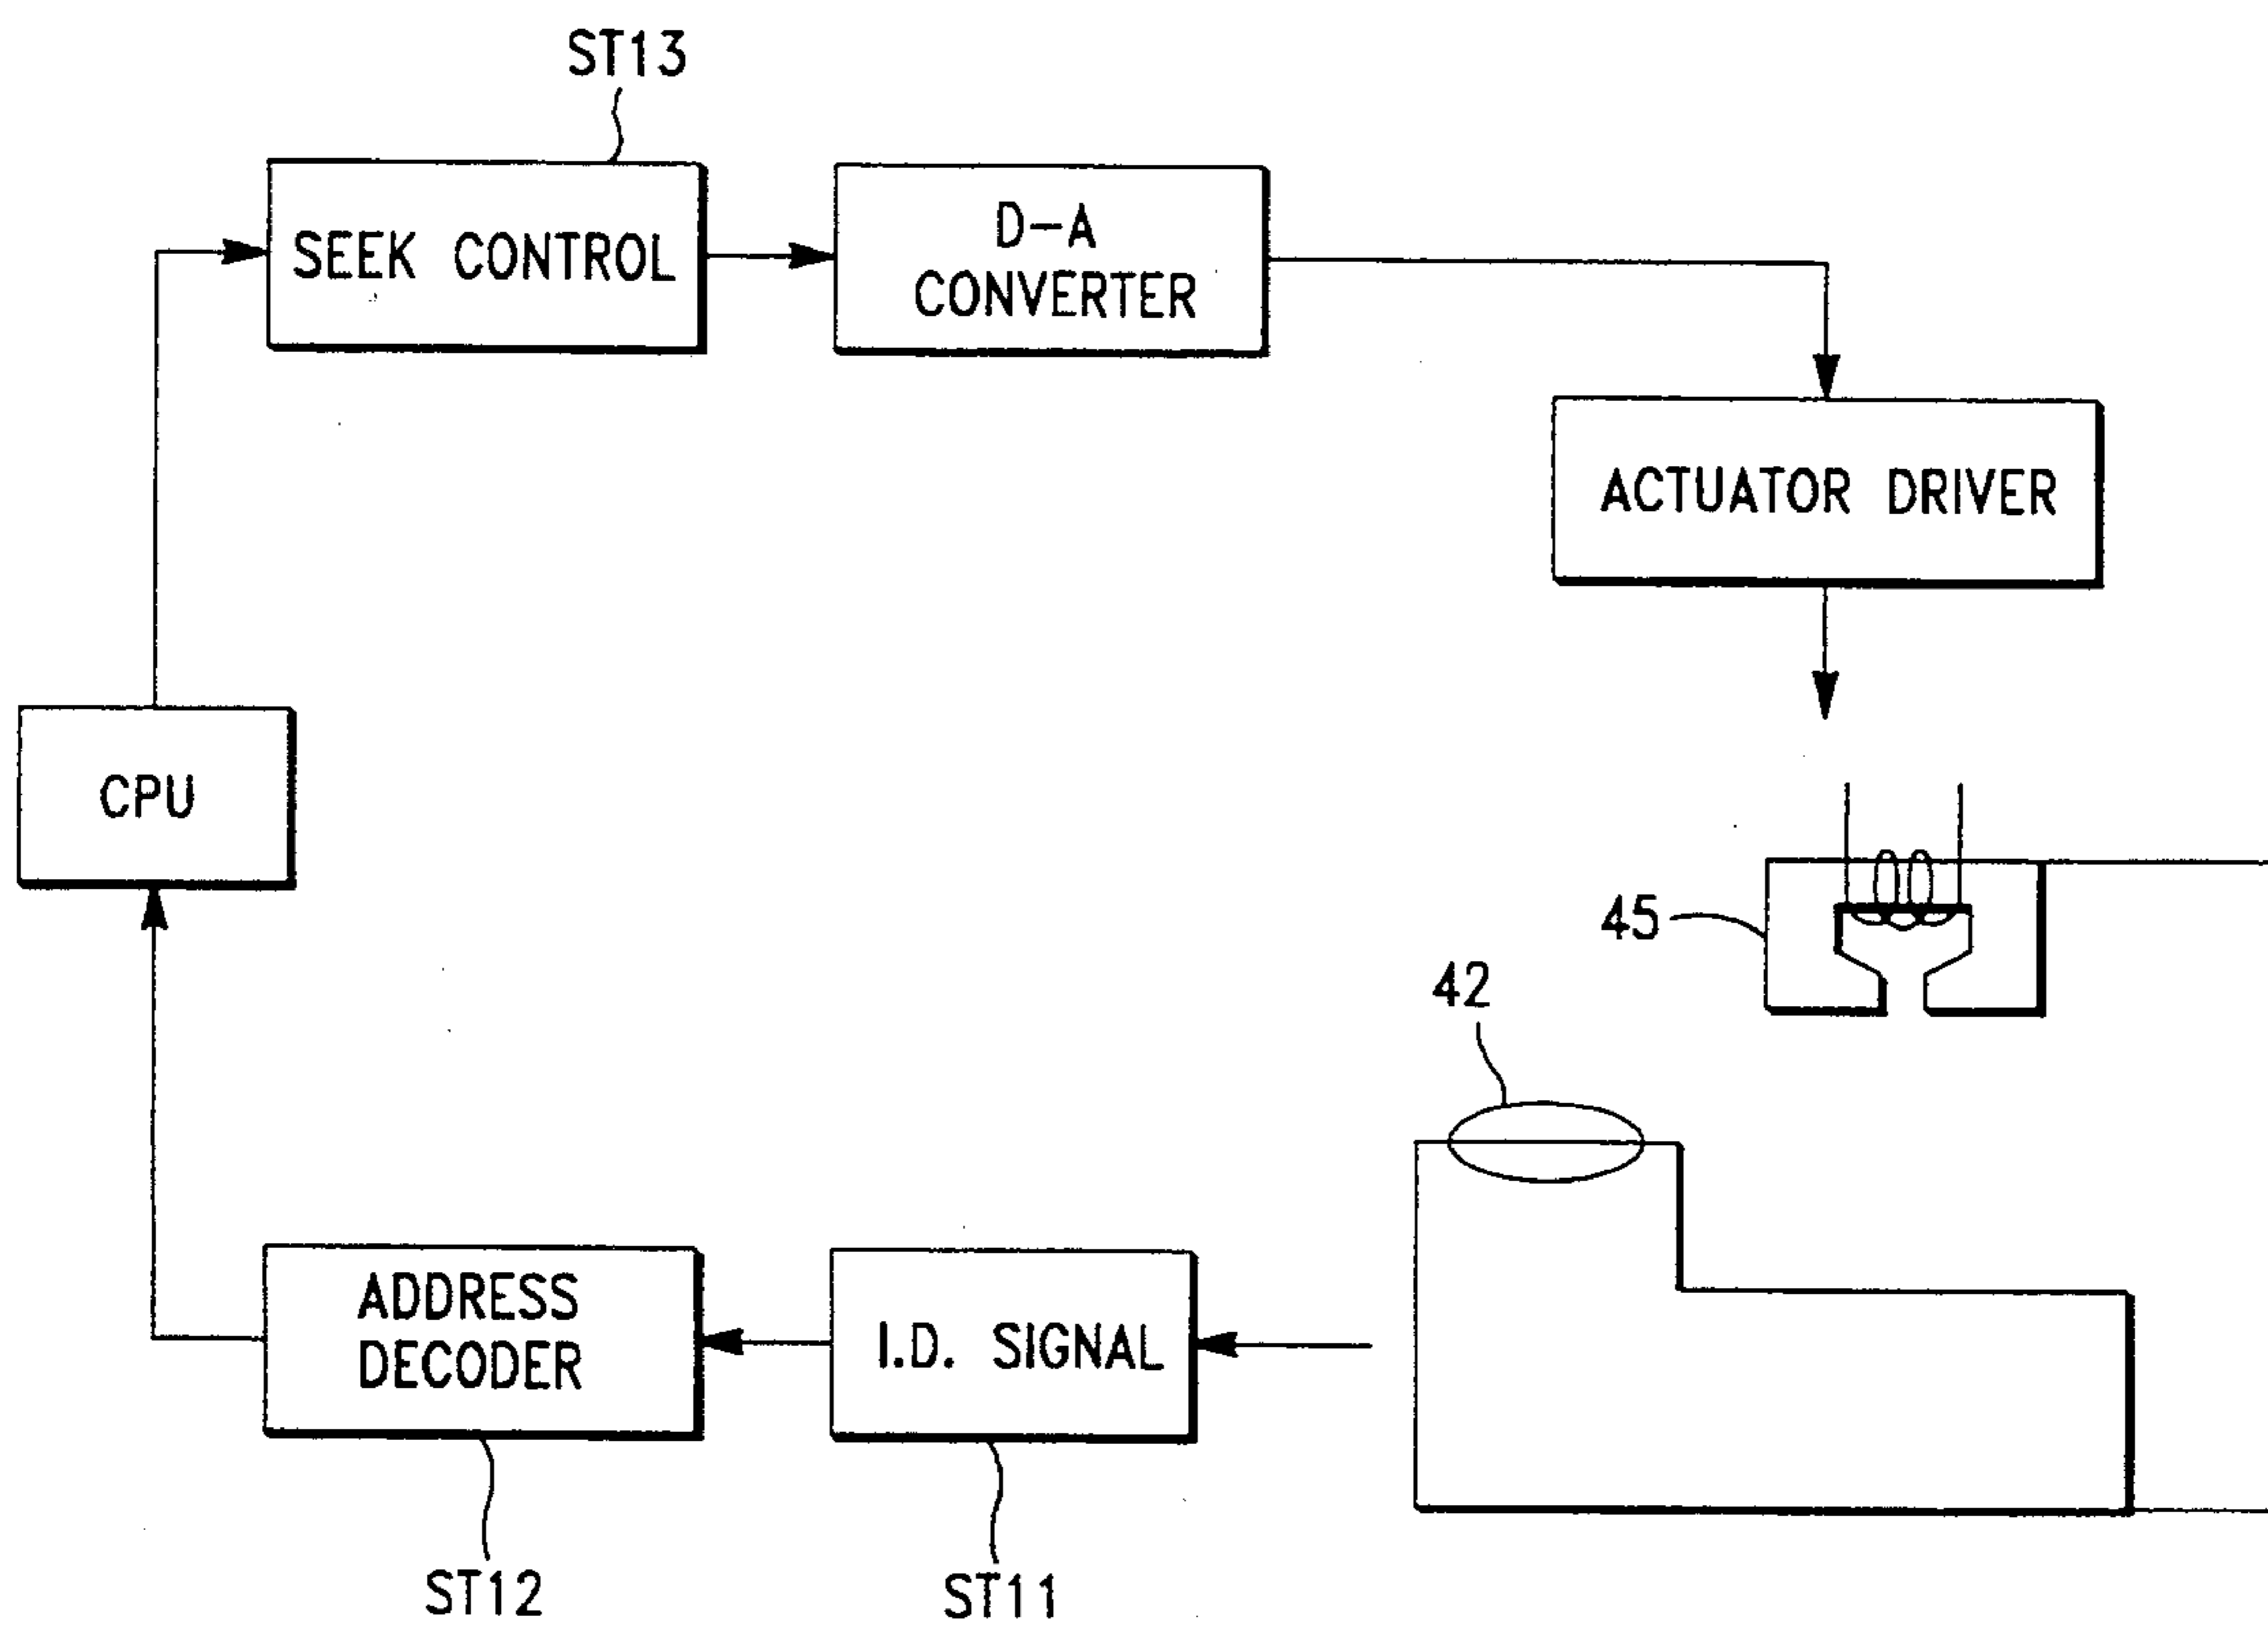 ST13
SEEK CONTROL
D-A
CONVERTER
ACTUATOR DRIVER
CPU
45
42
ADDRESS
DECODER
I.D. SIGNAL
ST12
ST11